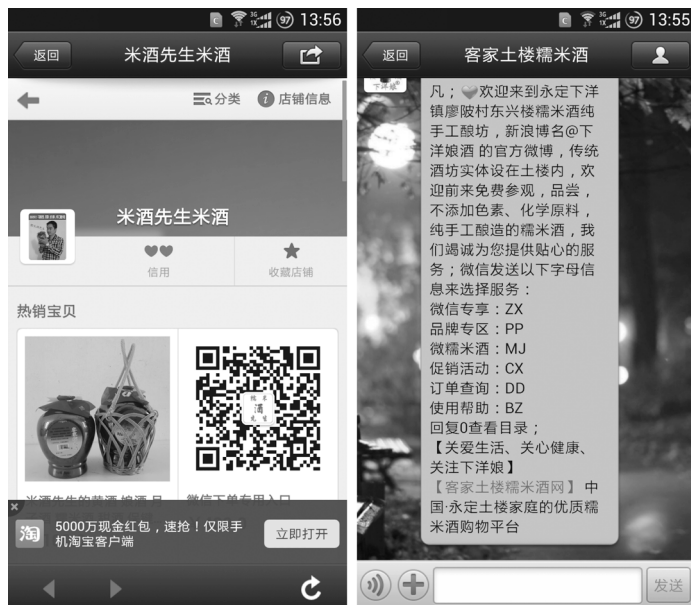 C 3G 1X 97 13:56
返回 米酒先生米酒
分类 店铺信息
米酒先生米酒
信用 收藏店铺
热销宝贝
酒
微信下单专用入口
淘 5000万现金红包，速抢！仅限手
机淘宝客户端
立即打开
C 3G 1X 97 13:55
返回 客家土楼糯米酒
下洋娘
凡；欢迎来到永定下洋
镇廖陂村东兴楼糯米酒纯
手工酿坊，新浪博名@下
洋娘酒 的官方微博，传统
酒坊实体设在土楼内，欢
迎前来免费参观，品尝，
不添加色素、化学原料，
纯手工酿造的糯米酒，我
们竭诚为您提供贴心的服
务；微信发送以下字母信
息来选择服务：
微信专享：ZX
品牌专区：PP
微糯米酒：MJ
促销活动：CX
订单查询：DD
使用帮助：BZ
回复0查看目录；
【关爱生活、关心健康、
关注下洋娘】
【客家土楼糯米酒网】 中
国·永定土楼家庭的优质糯
米酒购物平台
发送